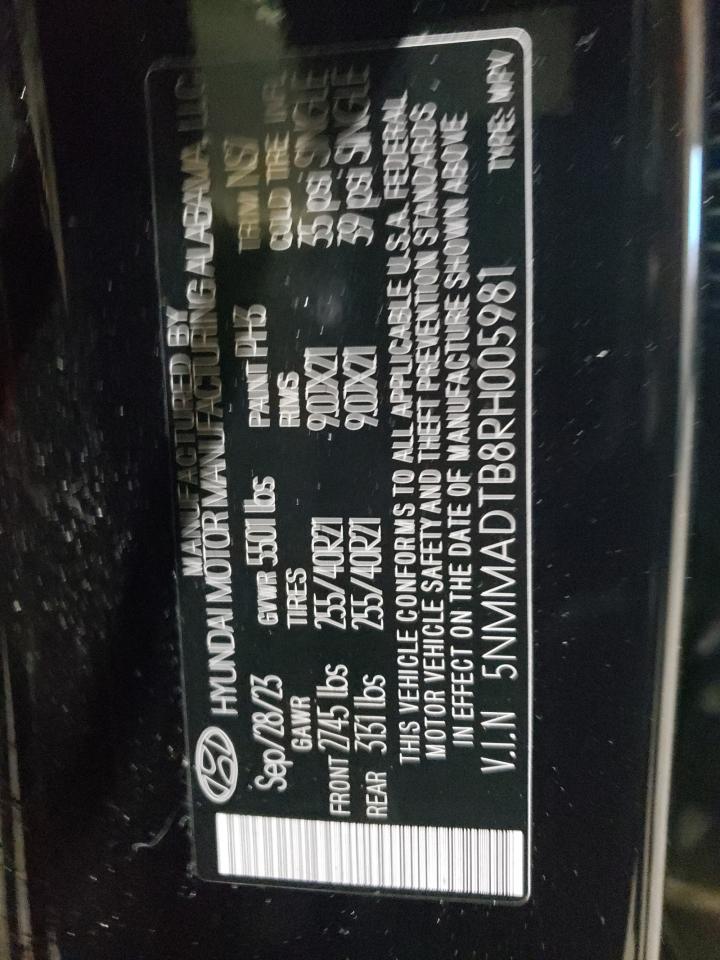 MANUFACTURED BY
HYUNDAI MOTOR MANUFACTURING ALABAMA, LLC
Sep/28/23 GVWR 5501 lbs PAINT PH3 TRIM NS7
GAWR TIRES RIMS COLD TIRE INFL
FRONT 2745 lbs 255/40R21 9.0JX21 35 psi SINGLE
REAR 3131 lbs 255/40R21 9.0JX21 39 psi SINGLE
THIS VEHICLE CONFORMS TO ALL APPLICABLE U.S.A. FEDERAL
MOTOR VEHICLE SAFETY AND THEFT PREVENTION STANDARDS
IN EFFECT ON THE DATE OF MANUFACTURE SHOWN ABOVE
V.I.N 5NMMADTB8RH005981 TYPE: MPV